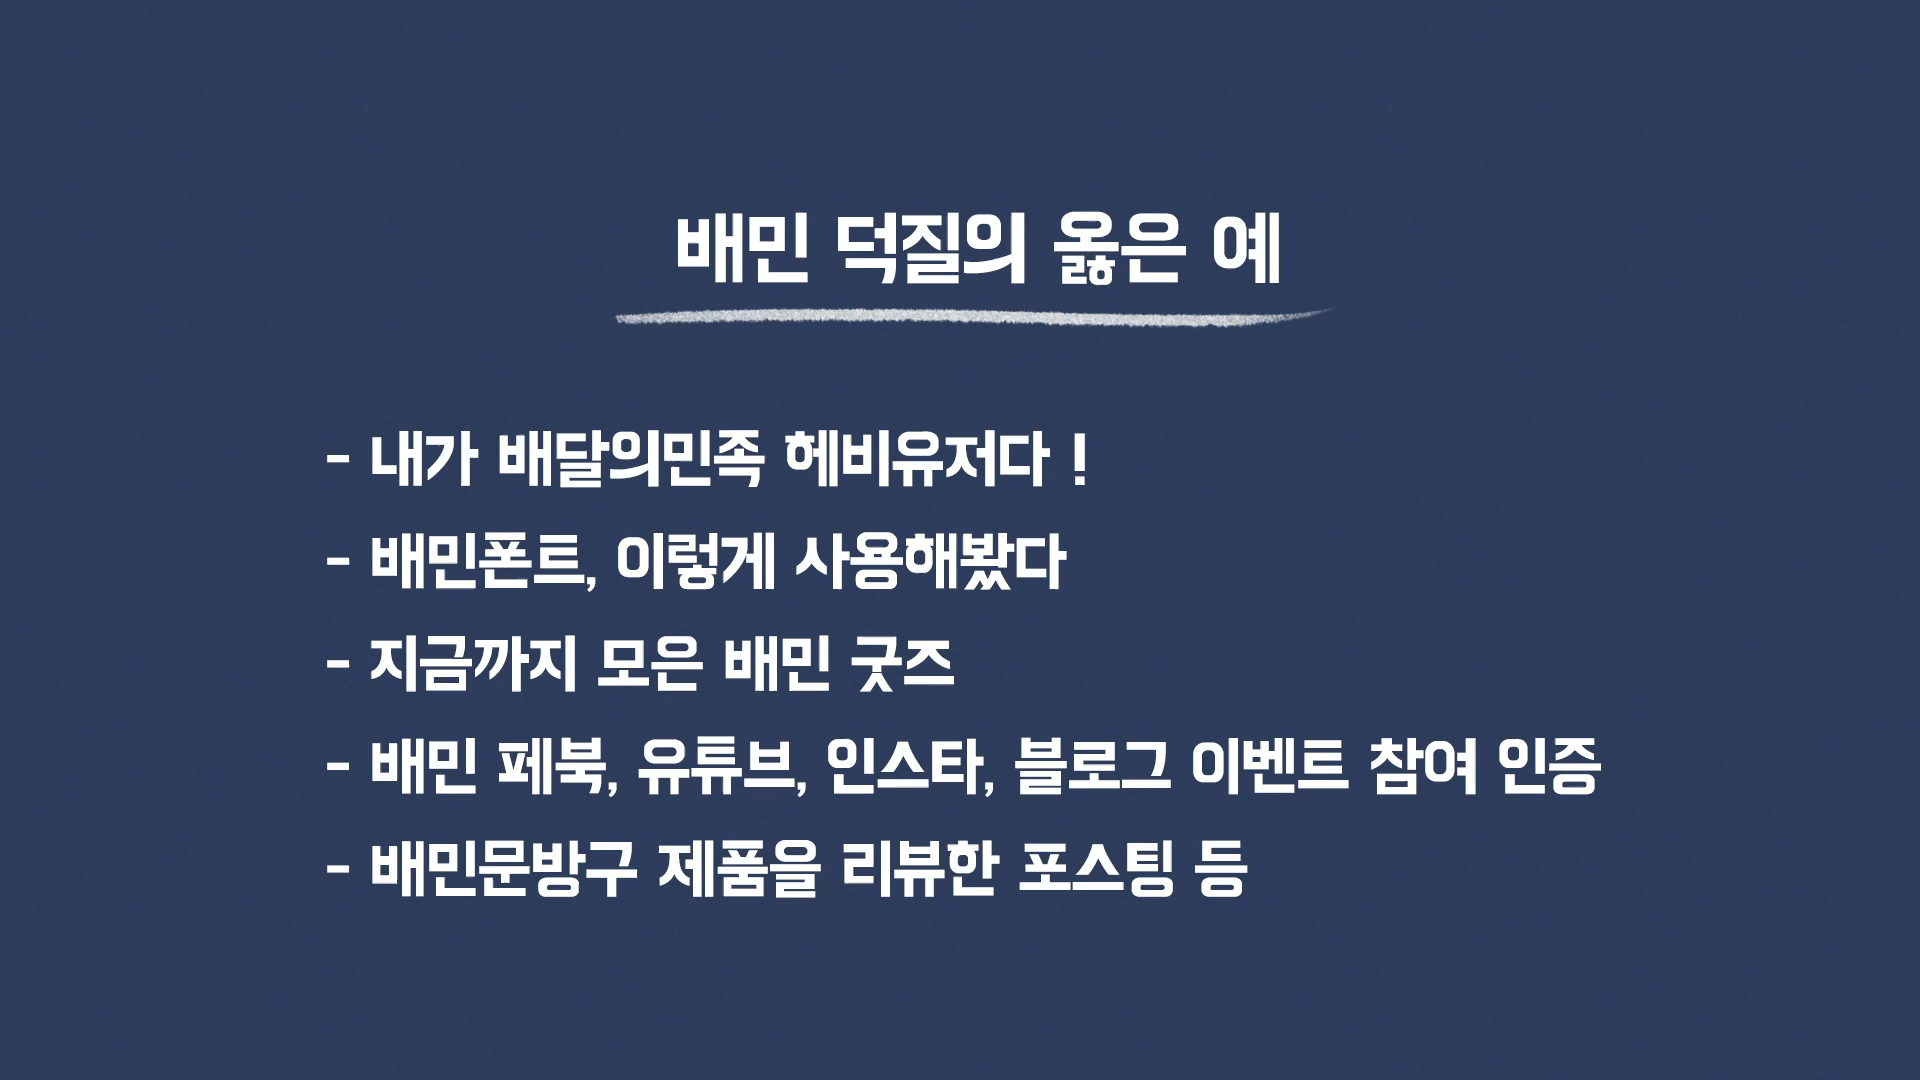 배민 덕질의 옳은 예
- 내가 배달의민족 헤비유저다 !
- 배민폰트, 이렇게 사용해봤다
- 지금까지 모은 배민 굿즈
- 배민 페북, 유튜브, 인스타, 블로그 이벤트 참여 인증
- 배민문방구 제품을 리뷰한 포스팅 등